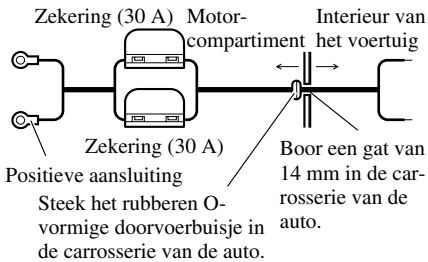 Zekering (30 A)
Motor-
compartiment
Interieur van
het voertuig
Zekering (30 A)
Positieve aansluiting
Steek het rubberen O-
vormige doorvoerbuisje in
de carrosserie van de auto.
Boor een gat van
14 mm in de car-
rosserie van de
auto.